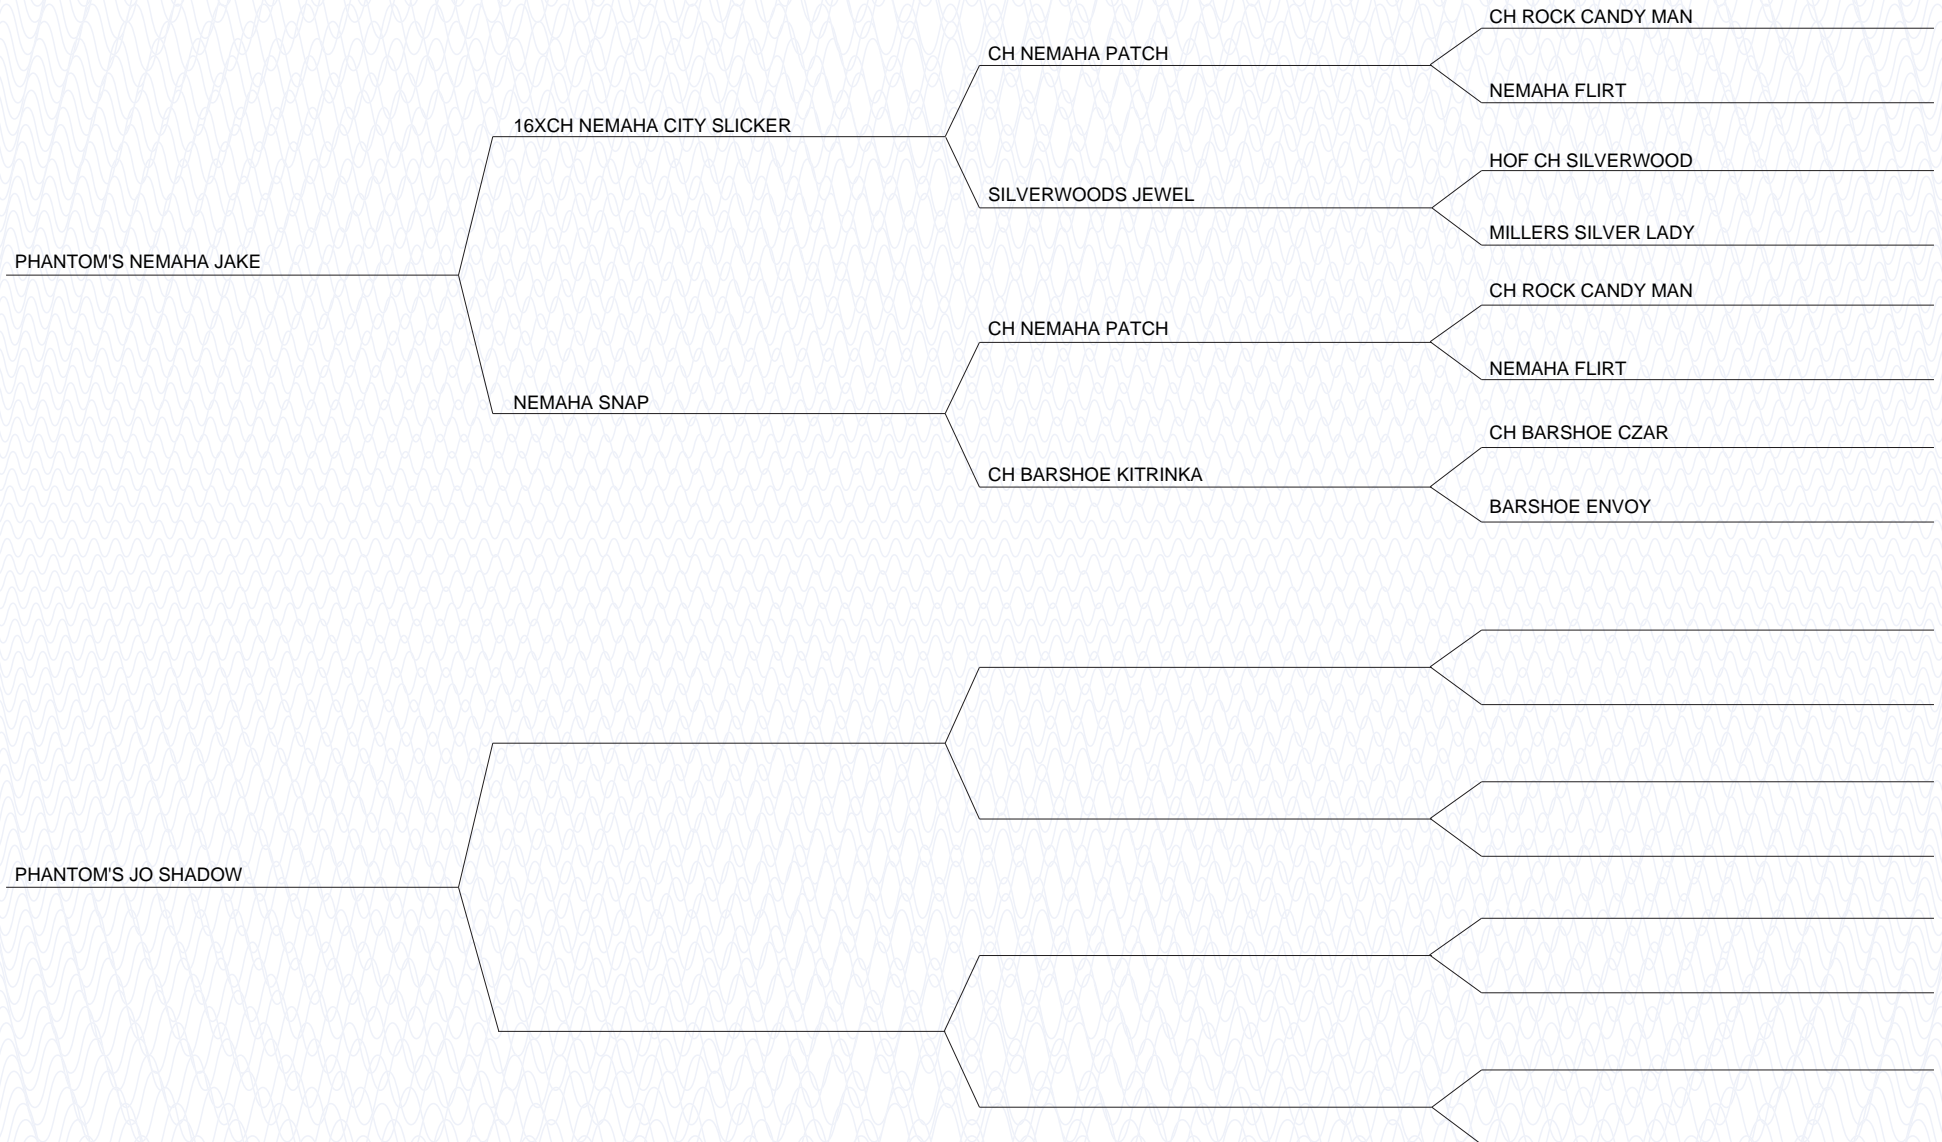 CH ROCK CANDY MAN
CH NEMAHA PATCH
NEMAHA FLIRT
16XCH NEMAHA CITY SLICKER
HOF CH SILVERWOOD
SILVERWOODS JEWEL
MILLERS SILVER LADY
PHANTOM'S NEMAHA JAKE
CH ROCK CANDY MAN
CH NEMAHA PATCH
NEMAHA FLIRT
NEMAHA SNAP
CH BARSHOE CZAR
CH BARSHOE KITRINKA
BARSHOE ENVOY
PHANTOM'S JO SHADOW